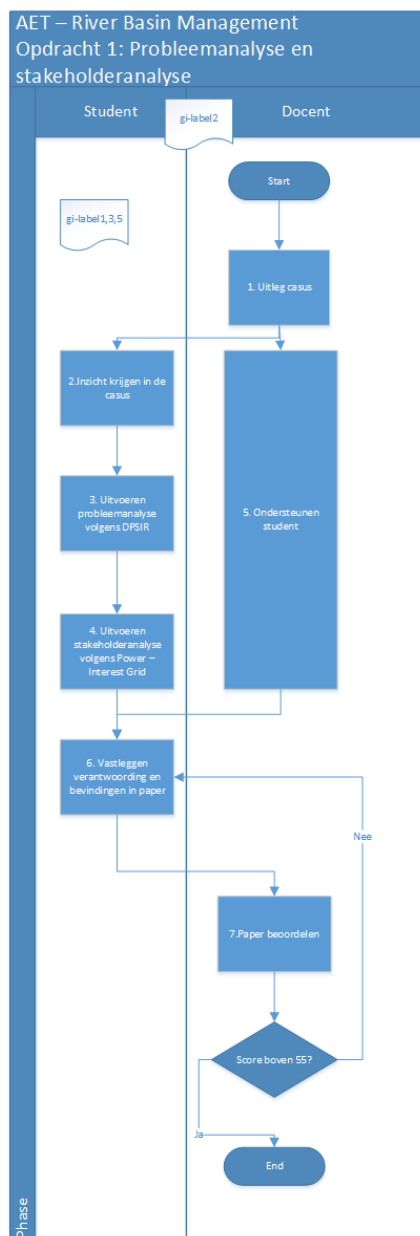 AET – River Basin Management
Opdracht 1: Probleemanalyse en
stakeholderanalyse
Student
Docent
gi-label2
Start
gi-label1,3,5
1. Uitleg casus
2.Inzicht krijgen in de
casus
3. Uitvoeren
probleemanalyse
volgens DPSIR
5. Ondersteunen
student
4. Uitvoeren
stakeholderanalyse
volgens Power –
Interest Grid
6. Vastleggen
verantwoording en
bevindingen in paper
Nee
7.Paper beoordelen
Score boven 55?
Ja
End
Phase